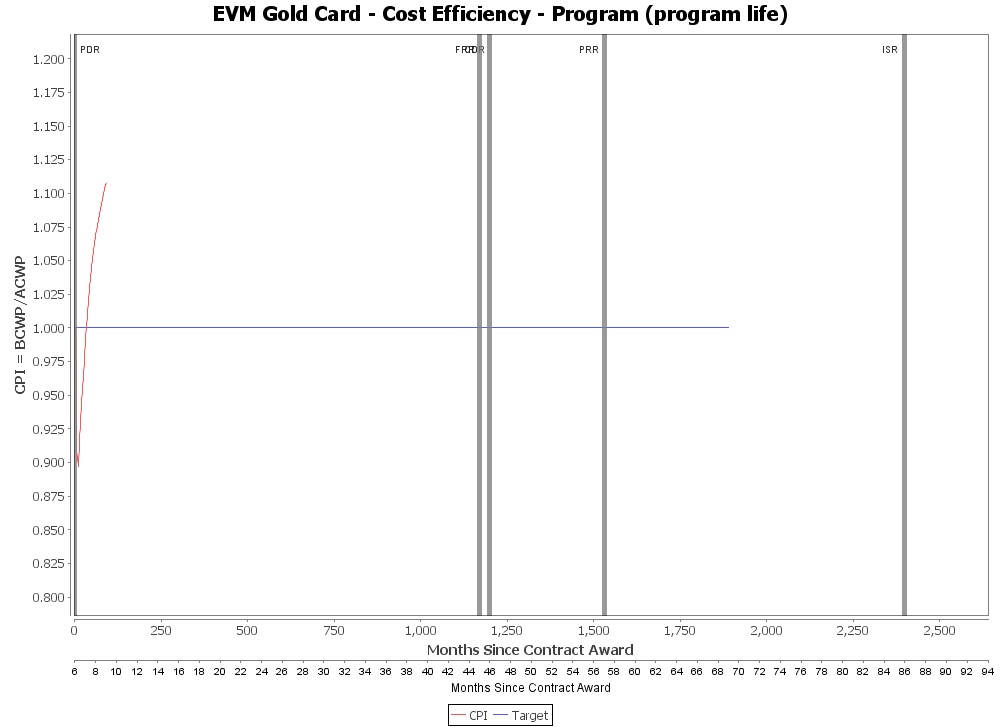 EVM Gold Card - Cost Efficiency - Program (program life)
PDR
CDR
PRR
ISR
1.200
1.175
1.150
1.125
1.100
1.075
1.050
1.025
1.000
0.975
0.950
0.925
0.900
0.875
0.850
0.825
0.800
CPI = BCWP/ACWP
0 250 500 750 1,000 1,250 1,500 1,750 2,000 2,250 2,500
Months Since Contract Award
6 8 10 12 14 16 18 20 22 24 26 28 30 32 34 36 38 40 42 44 46 48 50 52 54 56 58 60 62 64 66 68 70 72 74 76 78 80 82 84 86 88 90 92 94
Months Since Contract Award
CPI Target